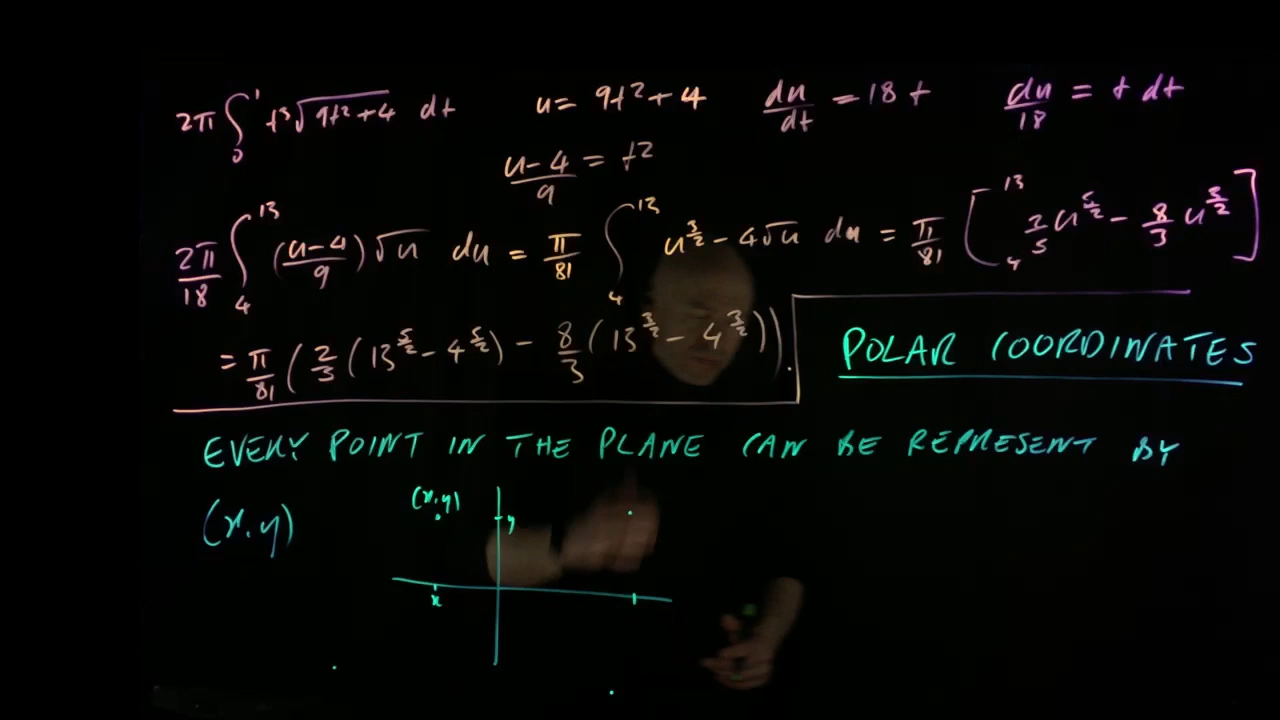 2π ∫₀¹ t³√(9t²+4) dt   u = 9t²+4   du/dt = 18t   du/18 = t dt
(u-4)/9 = t²
2π/18 ∫₄¹³ ((u-4)/9) √u du = π/81 ∫₄¹³ u^(3/2) - 4√u du = π/81 [₄¹³ 2/5 u^(5/2) - 8/3 u^(3/2)]
= π/81 (2/5 (13^(5/2) - 4^(5/2)) - 8/3 (13^(3/2) - 4^(3/2))).
POLAR COORDINATES
EVERY POINT IN THE PLANE CAN BE REPRESENT BY
(x,y)
(x,y)
y
x